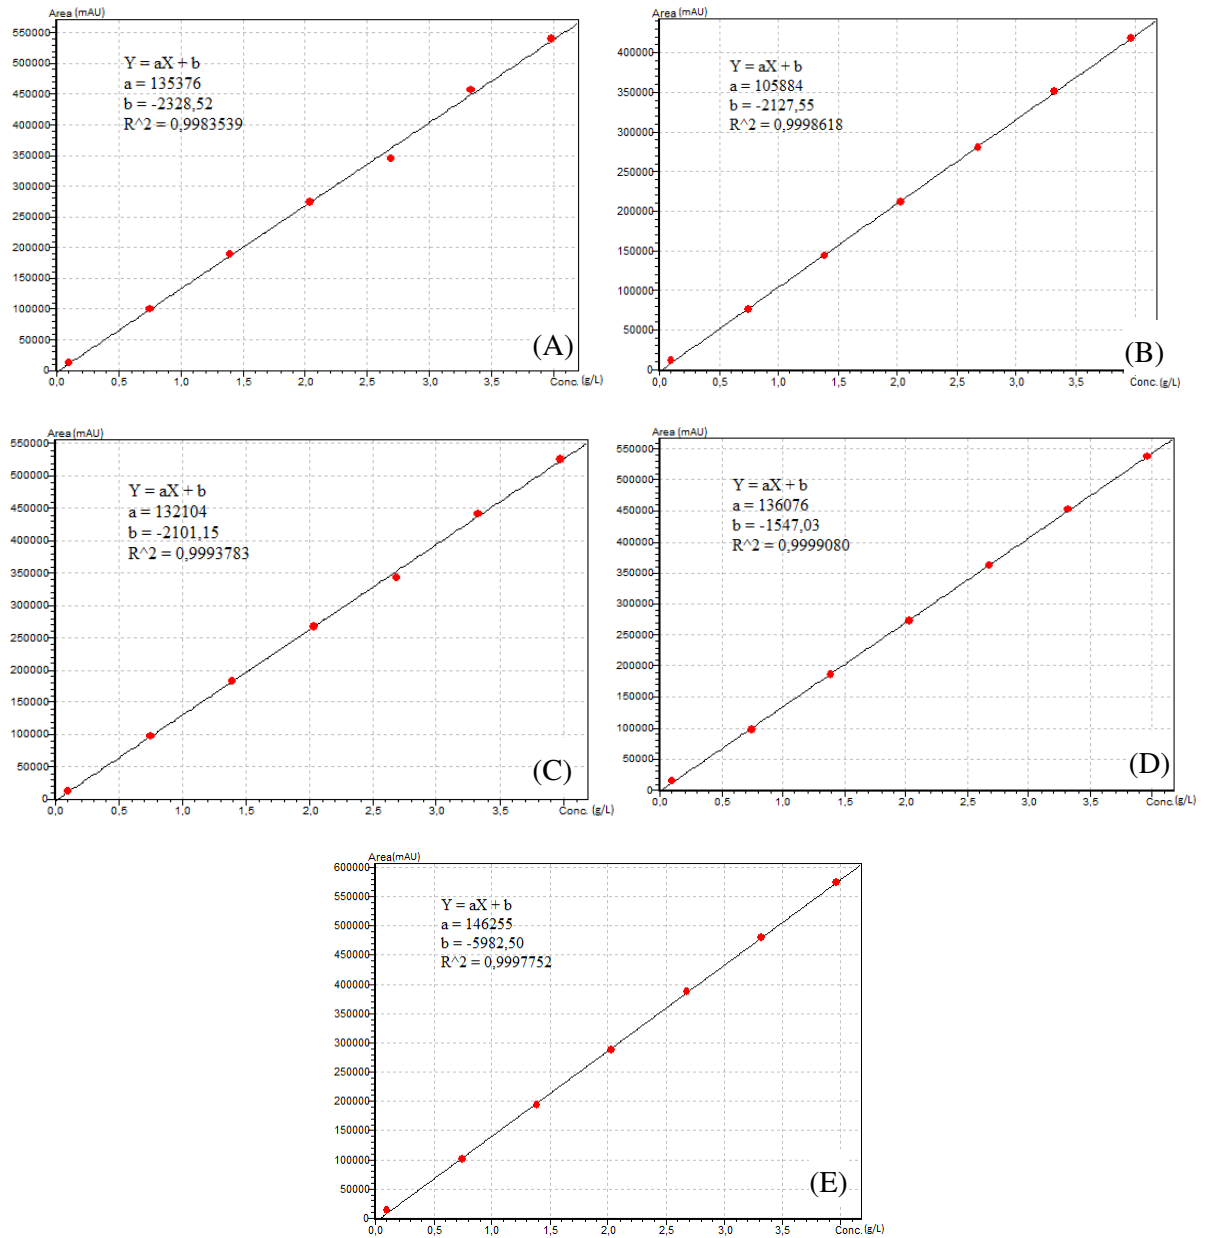 Area (mAU)
550000
500000
450000
400000
350000
300000
250000
200000
150000
100000
50000
0
Y = aX + b
a = 135376
b = -2328,52
R^2 = 0,9983539
(A)
0,0 0,5 1,0 1,5 2,0 2,5 3,0 3,5 Conc. (g/L)
Area (mAU)
400000
350000
300000
250000
200000
150000
100000
50000
0
Y = aX + b
a = 105884
b = -2127,55
R^2 = 0,9998618
(B)
0,0 0,5 1,0 1,5 2,0 2,5 3,0 3,5 Conc. (g/L)
Area (mAU)
550000
500000
450000
400000
350000
300000
250000
200000
150000
100000
50000
0
Y = aX + b
a = 132104
b = -2101,15
R^2 = 0,9993783
(C)
0,0 0,5 1,0 1,5 2,0 2,5 3,0 3,5 Conc. (g/L)
Area (mAU)
550000
500000
450000
400000
350000
300000
250000
200000
150000
100000
50000
0
Y = aX + b
a = 136076
b = -1547,03
R^2 = 0,9999080
(D)
0,0 0,5 1,0 1,5 2,0 2,5 3,0 3,5 Conc. (g/L)
Area(mAU)
600000
550000
500000
450000
400000
350000
300000
250000
200000
150000
100000
50000
0
Y = aX + b
a = 146255
b = -5982,50
R^2 = 0,9997752
(E)
0,0 0,5 1,0 1,5 2,0 2,5 3,0 3,5 Conc. (g/L)